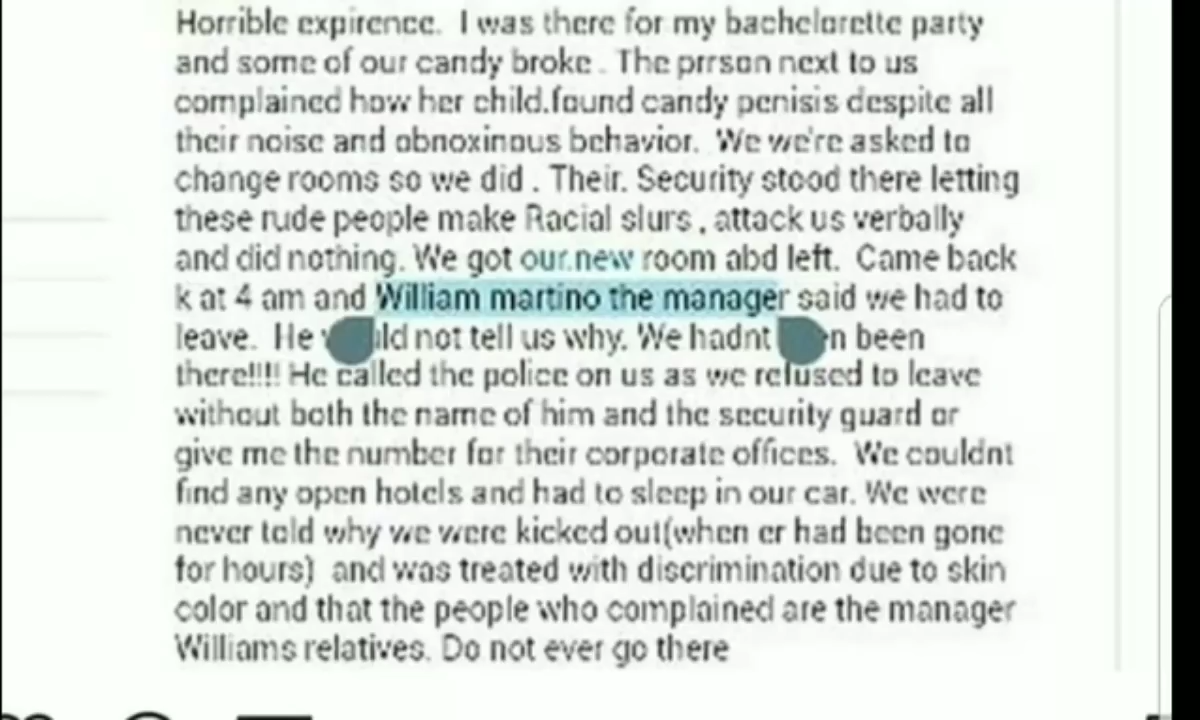 Horrible expirence. I was there for my bachelorette party
and some of our candy broke . The prrson next to us
complained how her child.found candy penisis despite all
their noise and obnoxinous behavior. We we're asked to
change rooms so we did . Their. Security stood there letting
these rude people make Racial slurs , attack us verbally
and did nothing. We got our.new room abd left. Came back
k at 4 am and William martino the manager said we had to
leave. He not tell us why. We hadnt been
there!!!! He called the police on us as we refused to leave
without both the name of him and the security guard or
give me the number for their corporate offices. We couldnt
find any open hotels and had to sleep in our car. We were
never told why we were kicked out(when er had been gone
for hours) and was treated with discrimination due to skin
color and that the people who complained are the manager
Williams relatives. Do not ever go there